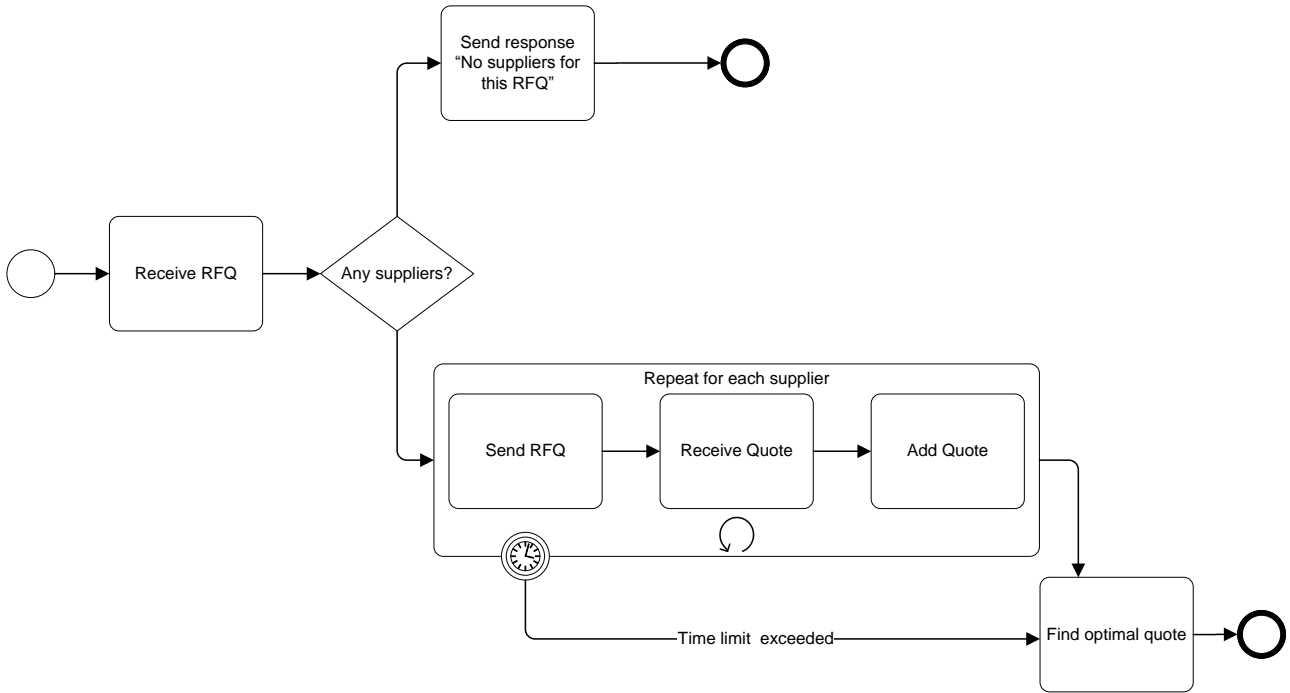 Send response
“No suppliers for
this RFQ”
Receive RFQ
Any suppliers?
Repeat for each supplier
Send RFQ
Receive Quote
Add Quote
Time limit  exceeded
Find optimal quote